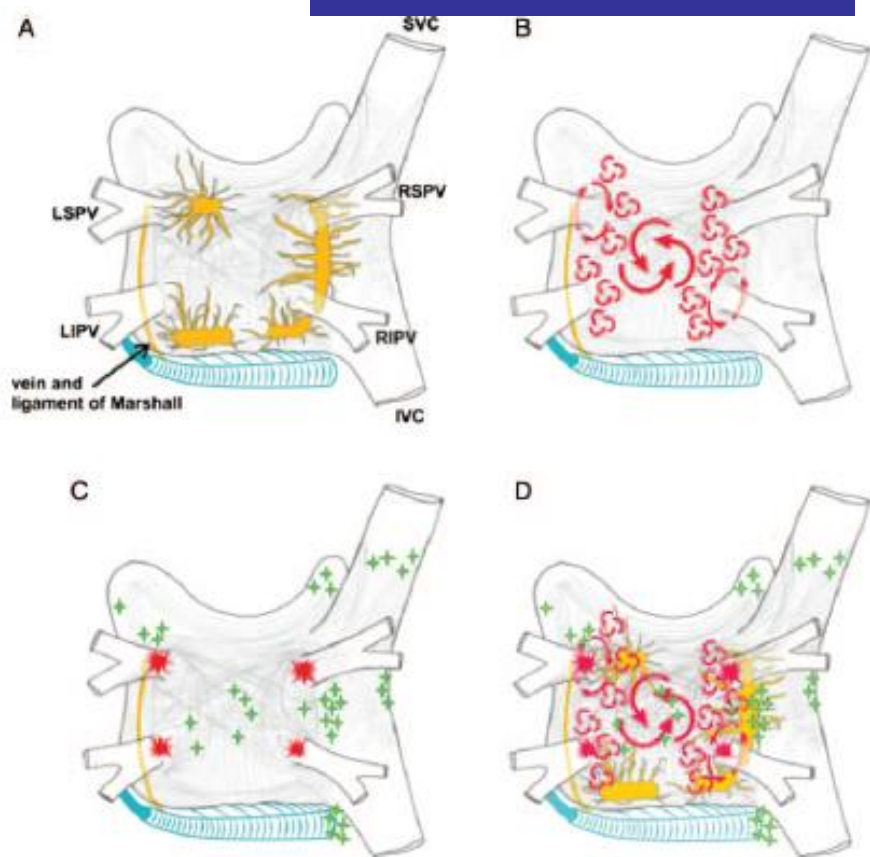 A
SVC
B
LSPV
RSPV
LIPV
RIPV
vein and
ligament of Marshall
IVC
C
D